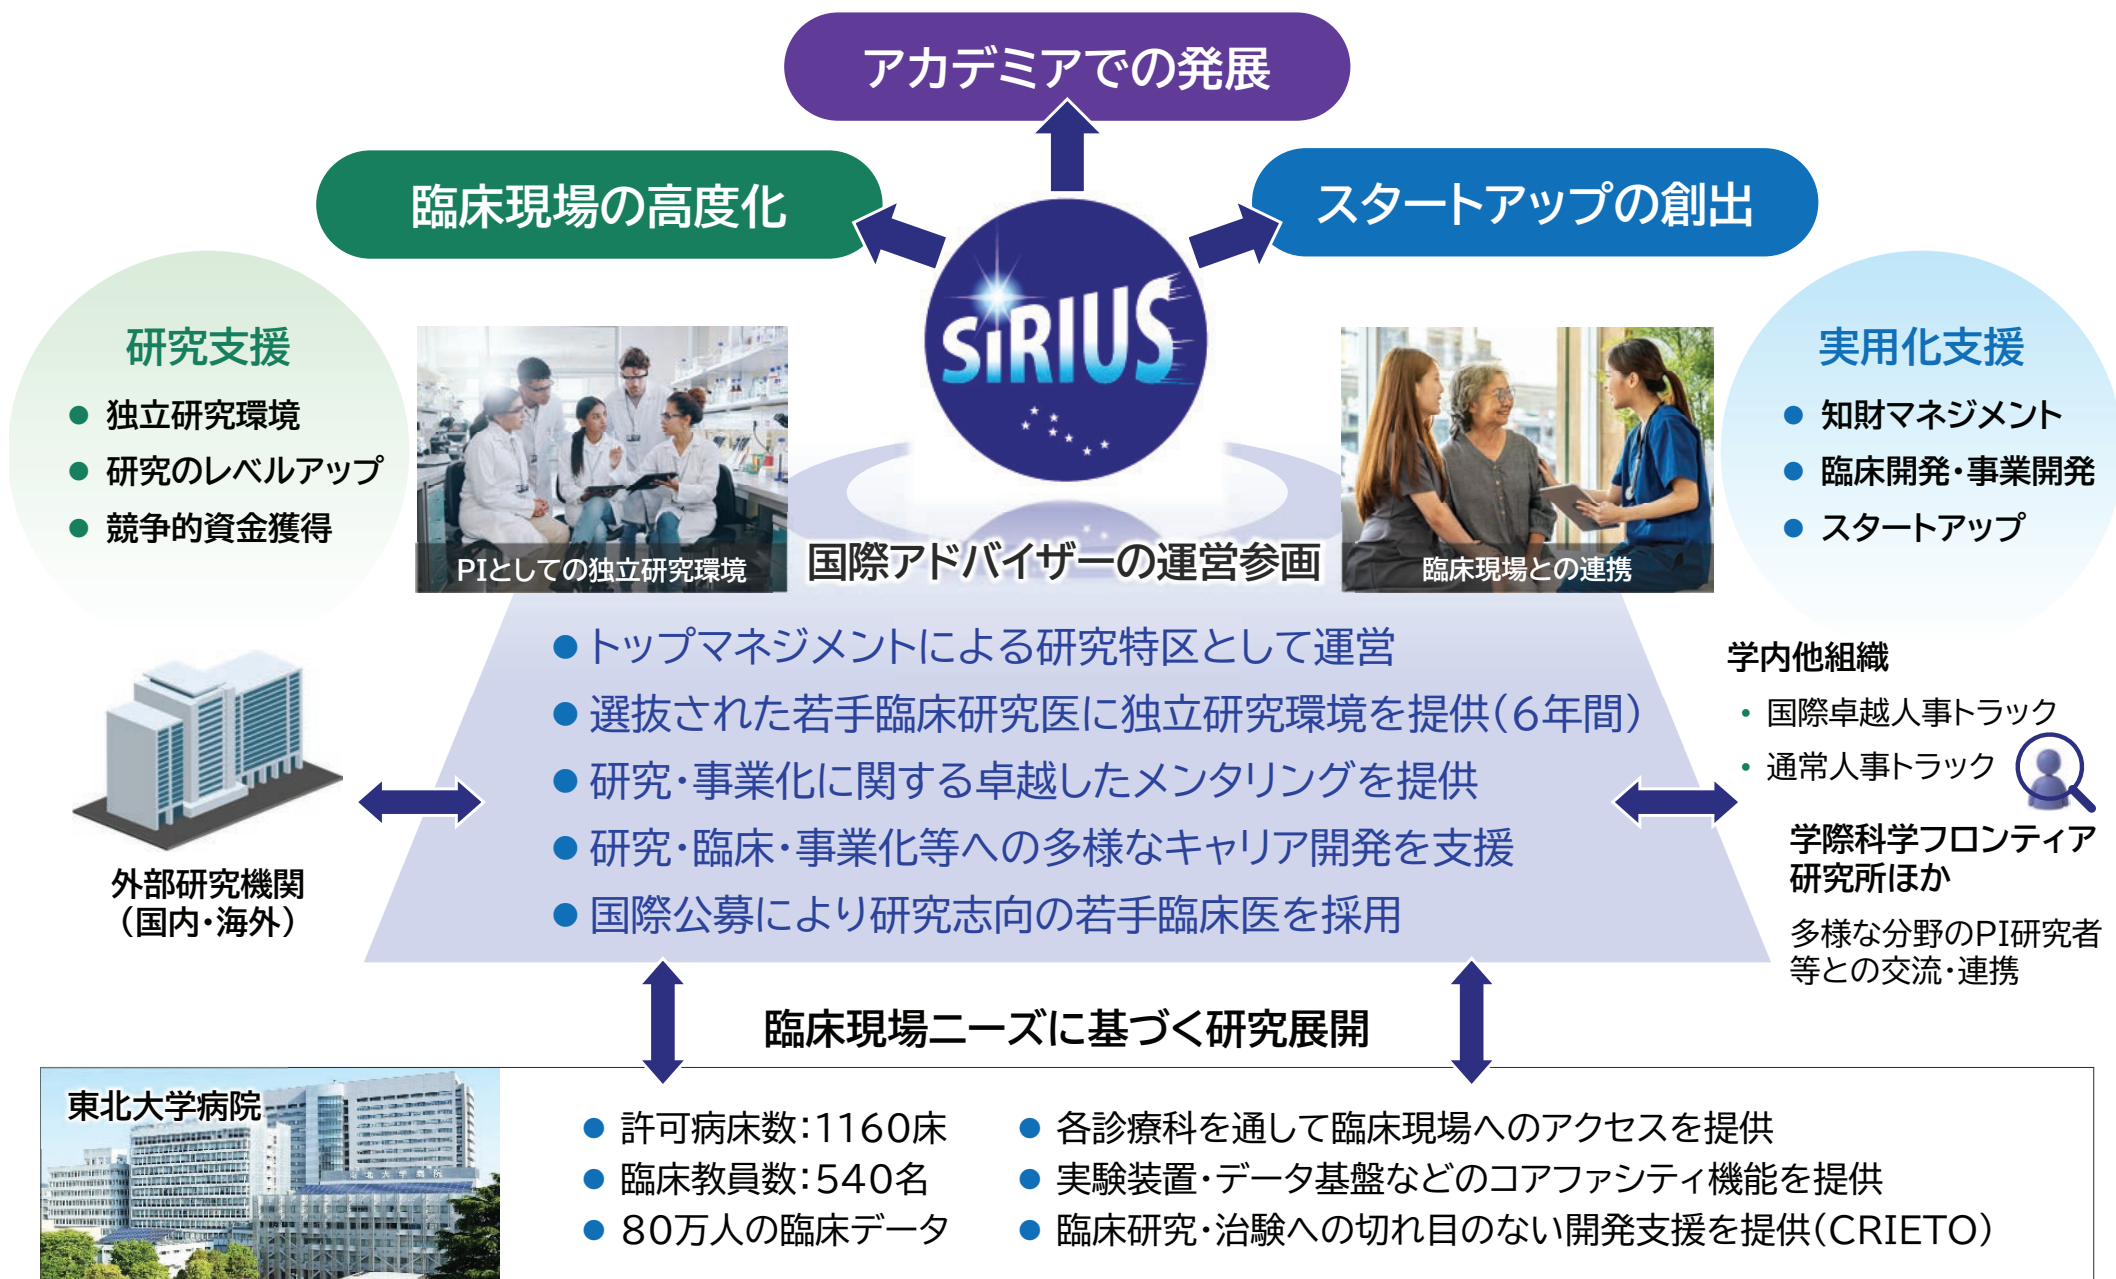 アカデミアでの発展
臨床現場の高度化
スタートアップの創出
SiRIUS
研究支援
● 独立研究環境
● 研究のレベルアップ
● 競争的資金獲得
PIとしての独立研究環境
国際アドバイザーの運営参画
臨床現場との連携
実用化支援
● 知財マネジメント
● 臨床開発・事業開発
● スタートアップ
● トップマネジメントによる研究特区として運営
● 選抜された若手臨床研究医に独立研究環境を提供(6年間)
● 研究・事業化に関する卓越したメンタリングを提供
● 研究・臨床・事業化等への多様なキャリア開発を支援
● 国際公募により研究志向の若手臨床医を採用
外部研究機関
(国内・海外)
学内他組織
・ 国際卓越人事トラック
・ 通常人事トラック
学際科学フロンティア
研究所ほか
多様な分野のPI研究者
等との交流・連携
臨床現場ニーズに基づく研究展開
東北大学病院
東北大学病院
● 許可病床数:1160床
● 臨床教員数:540名
● 80万人の臨床データ
● 各診療科を通して臨床現場へのアクセスを提供
● 実験装置・データ基盤などのコアファシティ機能を提供
● 臨床研究・治験への切れ目のない開発支援を提供(CRIETO)